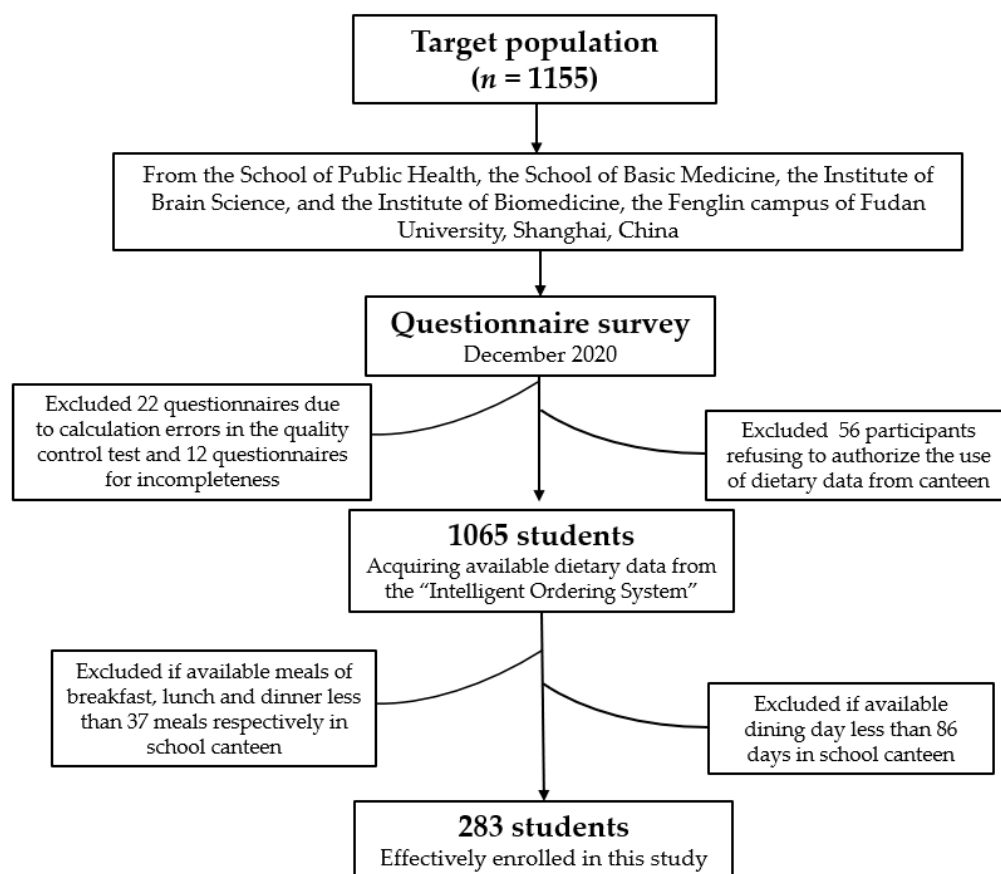 Target population
(n = 1155)
From the School of Public Health, the School of Basic Medicine, the Institute of
Brain Science, and the Institute of Biomedicine, the Fenglin campus of Fudan
University, Shanghai, China
Questionnaire survey
December 2020
Excluded 22 questionnaires due
to calculation errors in the quality
control test and 12 questionnaires
for incompleteness
Excluded 56 participants
refusing to authorize the use
of dietary data from canteen
1065 students
Acquiring available dietary data from
the “Intelligent Ordering System”
Excluded if available meals of
breakfast, lunch and dinner less
than 37 meals respectively in
school canteen
Excluded if available
dining day less than 86
days in school canteen
283 students
Effectively enrolled in this study